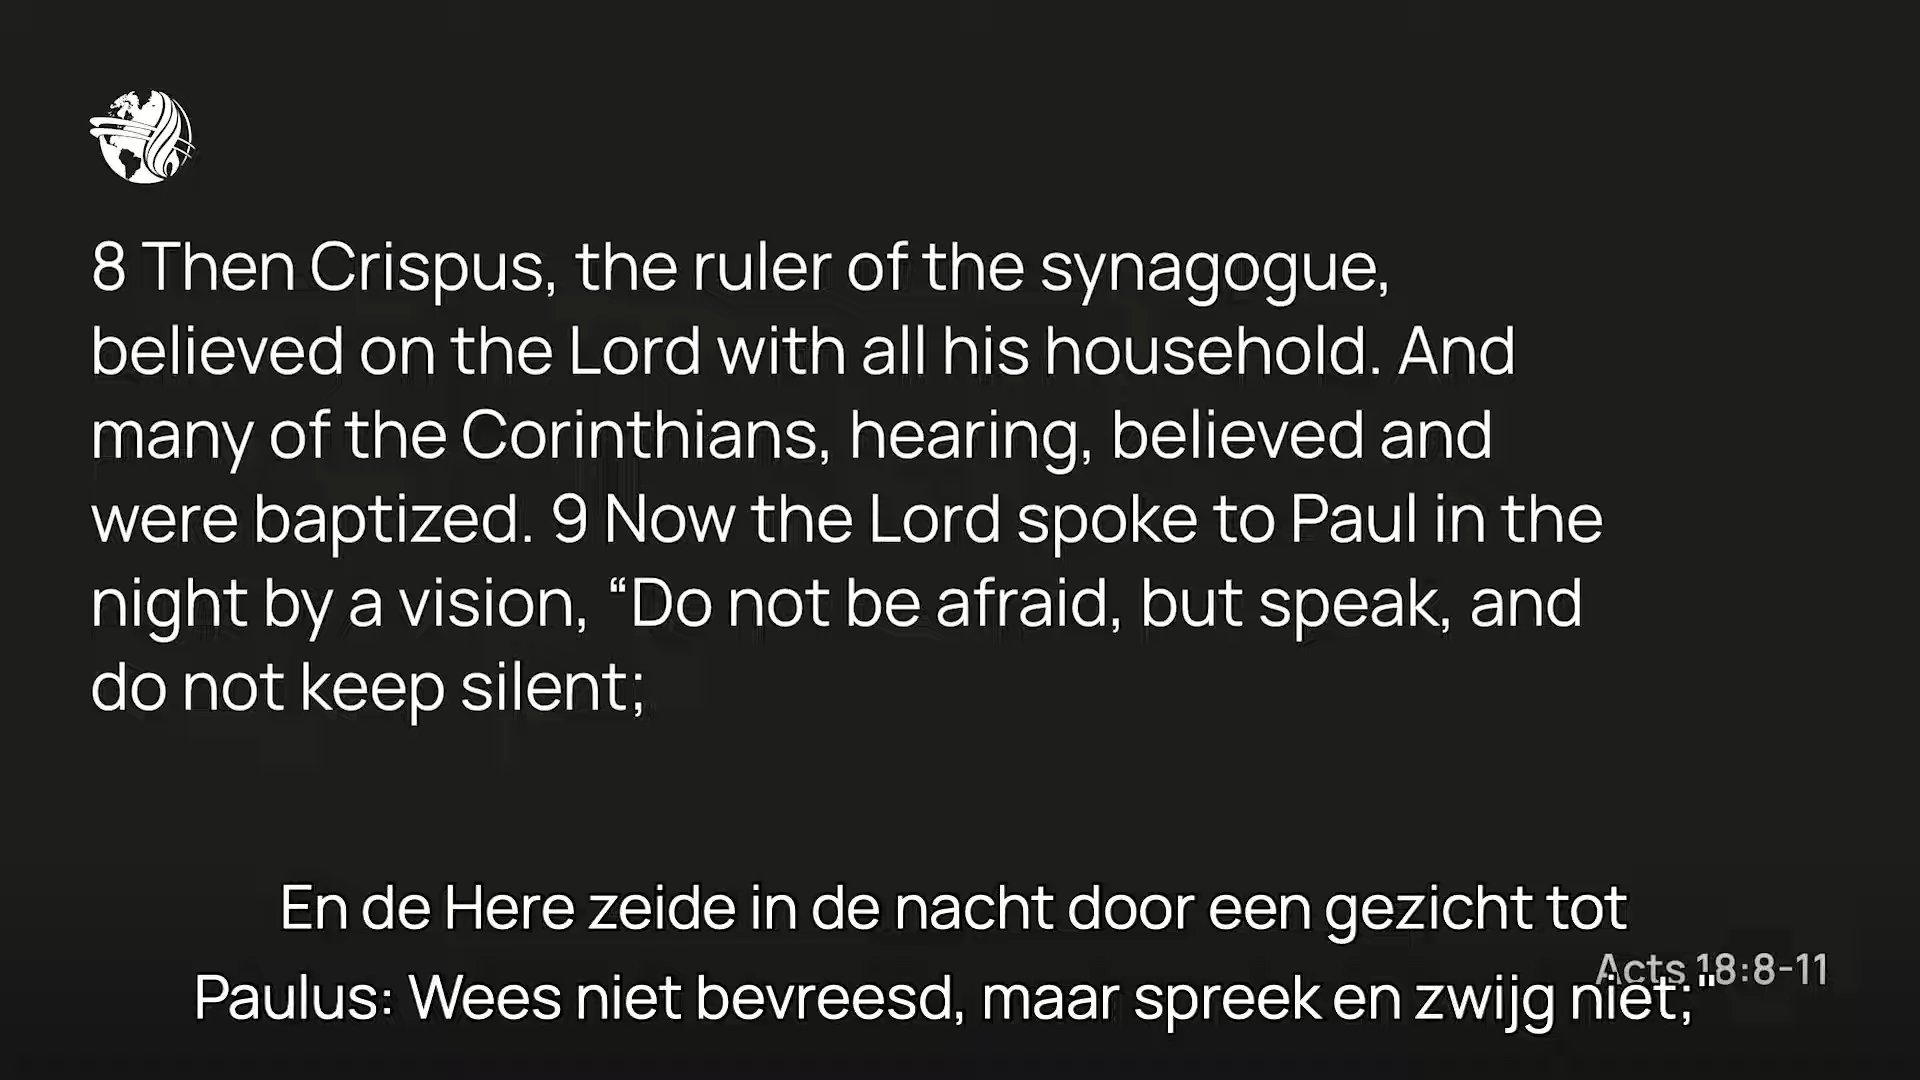 8 Then Crispus, the ruler of the synagogue,
believed on the Lord with all his household. And
many of the Corinthians, hearing, believed and
were baptized. 9 Now the Lord spoke to Paul in the
night by a vision, “Do not be afraid, but speak, and
do not keep silent;
En de Here zeide in de nacht door een gezicht tot
Paulus: Wees niet bevreesd, maar spreek en zwijg niet;"
Acts 18:8-11